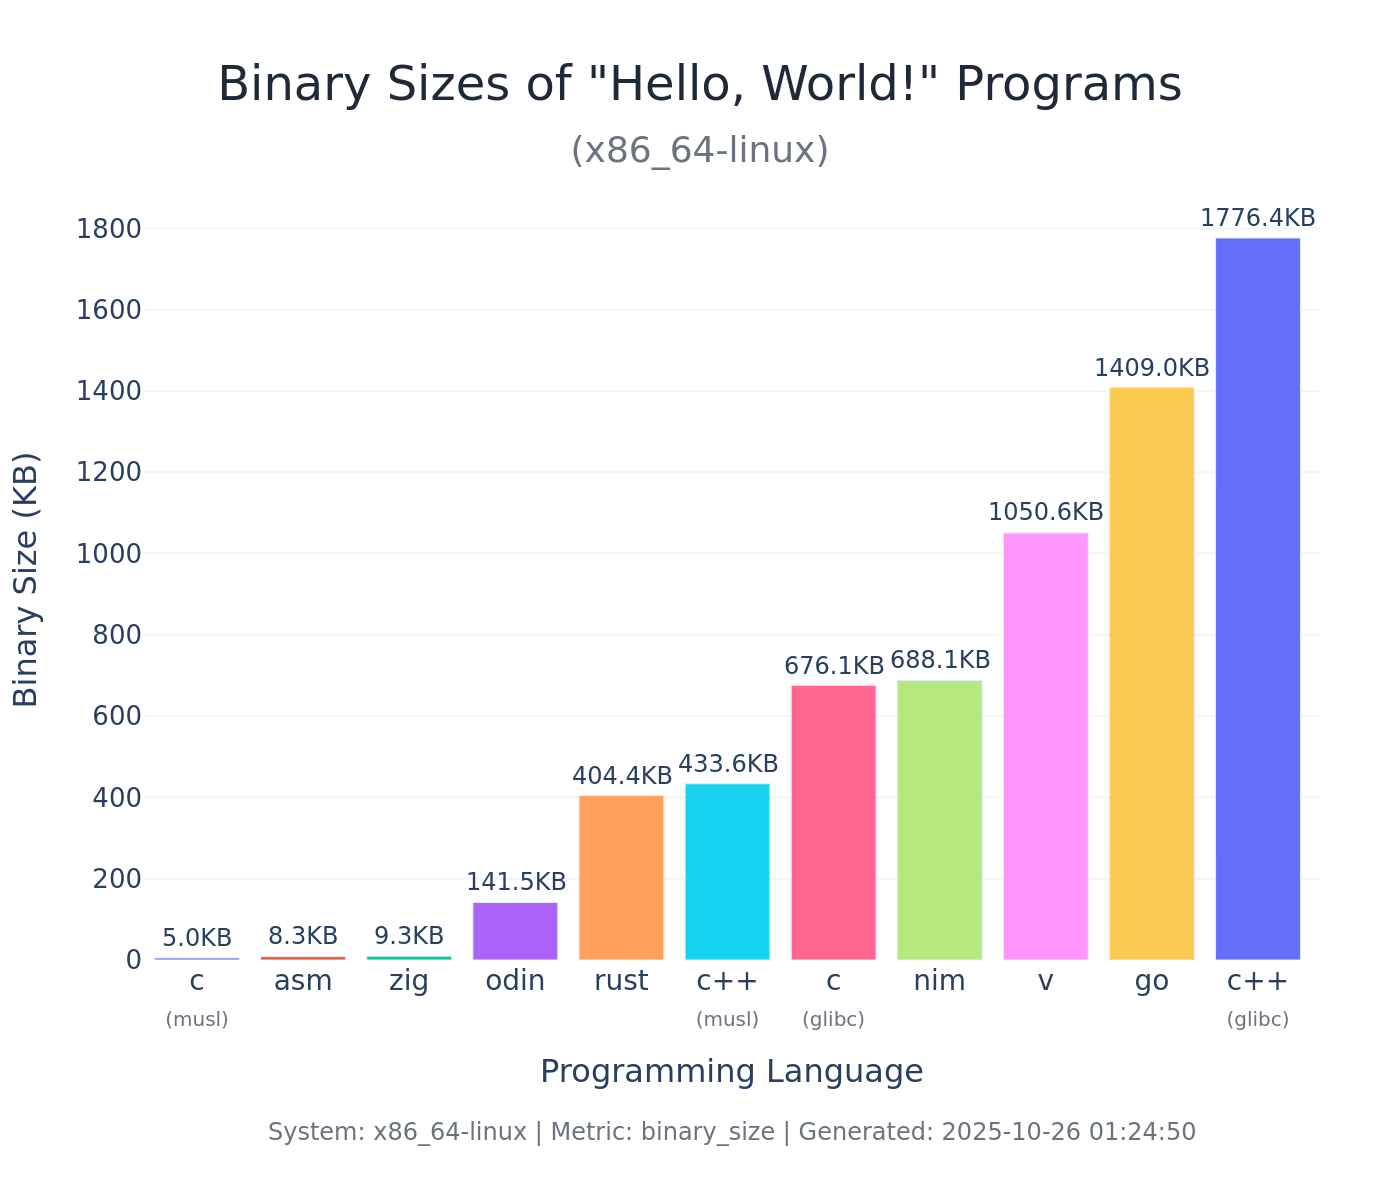 Binary Sizes of "Hello, World!" Programs
(x86_64-linux)
Binary Size (KB)
1800
1600
1400
1200
1000
800
600
400
200
0
5.0KB
8.3KB
9.3KB
141.5KB
404.4KB
433.6KB
676.1KB
688.1KB
1050.6KB
1409.0KB
1776.4KB
c asm zig odin rust c++ c nim v go c++
(musl) (musl) (glibc) (glibc)
Programming Language
System: x86_64-linux | Metric: binary_size | Generated: 2025-10-26 01:24:50